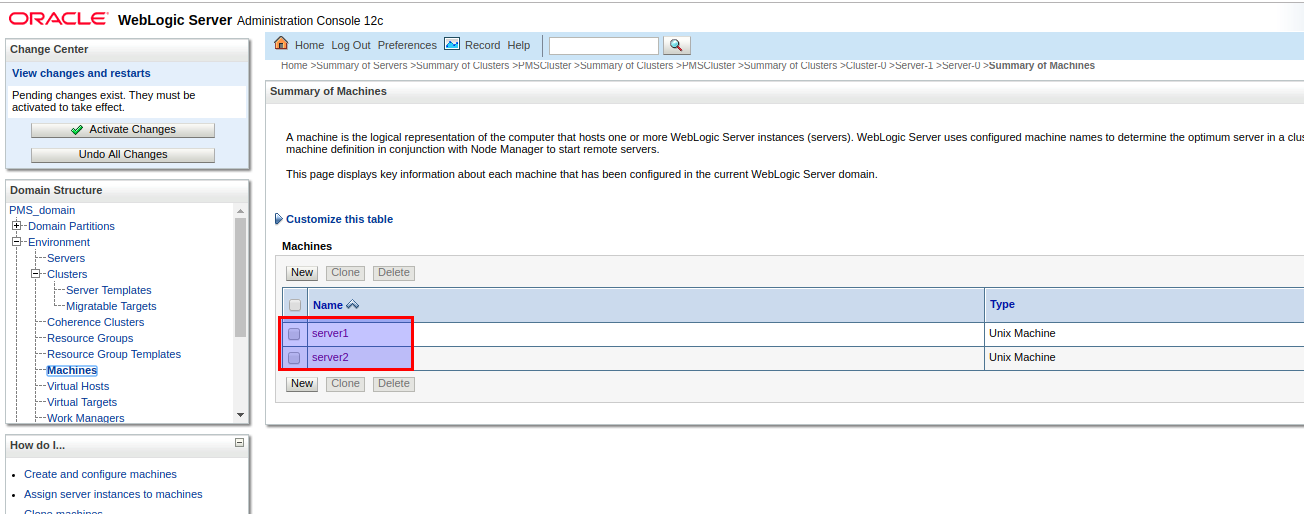 ORACLE WebLogic Server Administration Console 12c
Change Center
View changes and restarts
Pending changes exist. They must be
activated to take effect.
Activate Changes
Undo All Changes
Domain Structure
PMS_domain
Domain Partitions
Environment
Servers
Clusters
Server Templates
Migratable Targets
Coherence Clusters
Resource Groups
Resource Group Templates
Machines
Virtual Hosts
Virtual Targets
Work Managers
How do I...
Create and configure machines
Assign server instances to machines
Clone machines
Home Log Out Preferences Record Help
Home >Summary of Servers >Summary of Clusters >PMSCluster >Summary of Clusters >PMSCluster >Summary of Clusters >Cluster-0 >Server-1 >Server-0 >Summary of Machines
Summary of Machines
A machine is the logical representation of the computer that hosts one or more WebLogic Server instances (servers). WebLogic Server uses configured machine names to determine the optimum server in a clus
machine definition in conjunction with Node Manager to start remote servers.
This page displays key information about each machine that has been configured in the current WebLogic Server domain.
Customize this table
Machines
New Clone Delete
Name Type
server1 Unix Machine
server2 Unix Machine
New Clone Delete